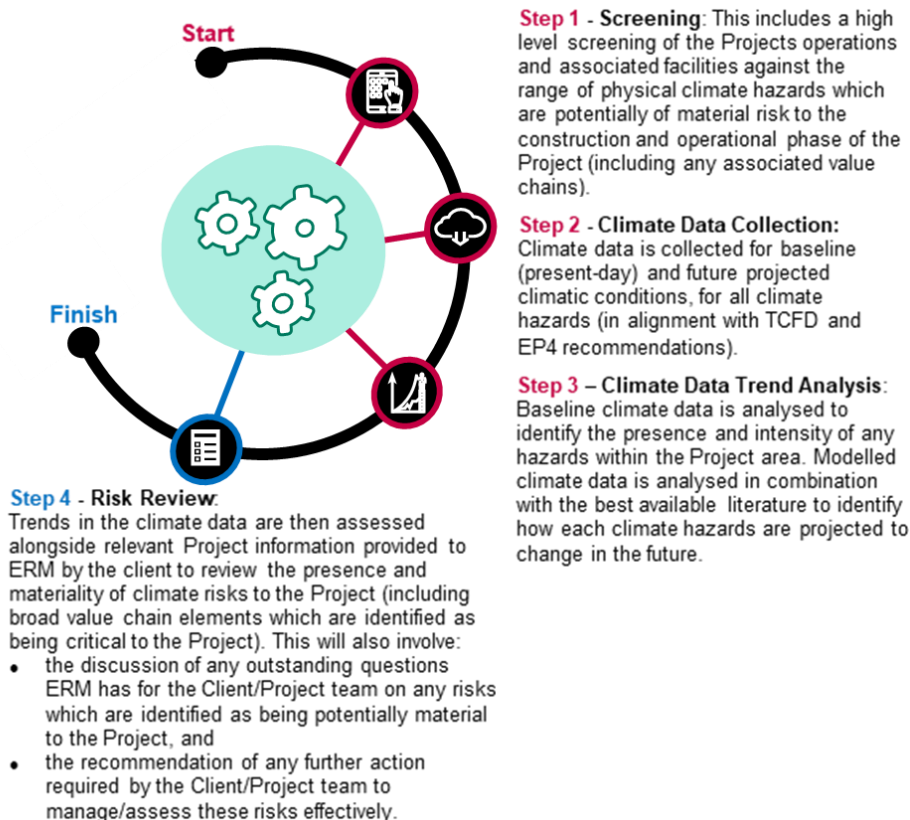 Start
Step 1 - Screening: This includes a high
level screening of the Projects operations
and associated facilities against the
range of physical climate hazards which
are potentially of material risk to the
construction and operational phase of the
Project (including any associated value
chains).
Step 2 - Climate Data Collection:
Climate data is collected for baseline
(present-day) and future projected
climatic conditions, for all climate
hazards (in alignment with TCFD and
EP4 recommendations).
Step 3 – Climate Data Trend Analysis:
Baseline climate data is analysed to
identify the presence and intensity of any
hazards within the Project area. Modelled
climate data is analysed in combination
with the best available literature to identify
how each climate hazards are projected to
change in the future.
Finish
Step 4 - Risk Review:
Trends in the climate data are then assessed
alongside relevant Project information provided to
ERM by the client to review the presence and
materiality of climate risks to the Project (including
broad value chain elements which are identified as
being critical to the Project). This will also involve:
• the discussion of any outstanding questions
ERM has for the Client/Project team on any risks
which are identified as being potentially material
to the Project, and
• the recommendation of any further action
required by the Client/Project team to
manage/assess these risks effectively.